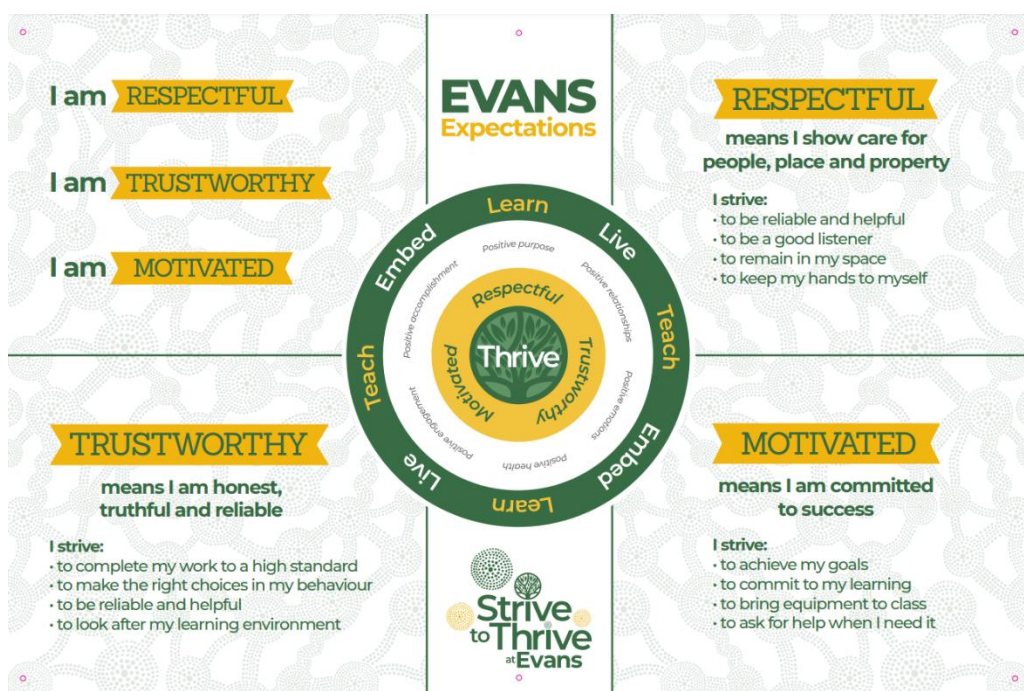 I am RESPECTFUL
I am TRUSTWORTHY
I am MOTIVATED
EVANS
Expectations
RESPECTFUL
means I show care for
people, place and property
I strive:
• to be reliable and helpful
• to be a good listener
• to remain in my space
• to keep my hands to myself
Learn
Live
Teach
Embed
Learn
Live
Teach
Embed
Positive purpose
Positive relationships
Positive emotions
Positive health
Positive engagement
Positive accomplishment
Respectful
Trustworthy
Motivated
Thrive
TRUSTWORTHY
means I am honest,
truthful and reliable
I strive:
• to complete my work to a high standard
• to make the right choices in my behaviour
• to be reliable and helpful
• to look after my learning environment
Strive
to Thrive
at Evans
MOTIVATED
means I am committed
to success
I strive:
• to achieve my goals
• to commit to my learning
• to bring equipment to class
• to ask for help when I need it